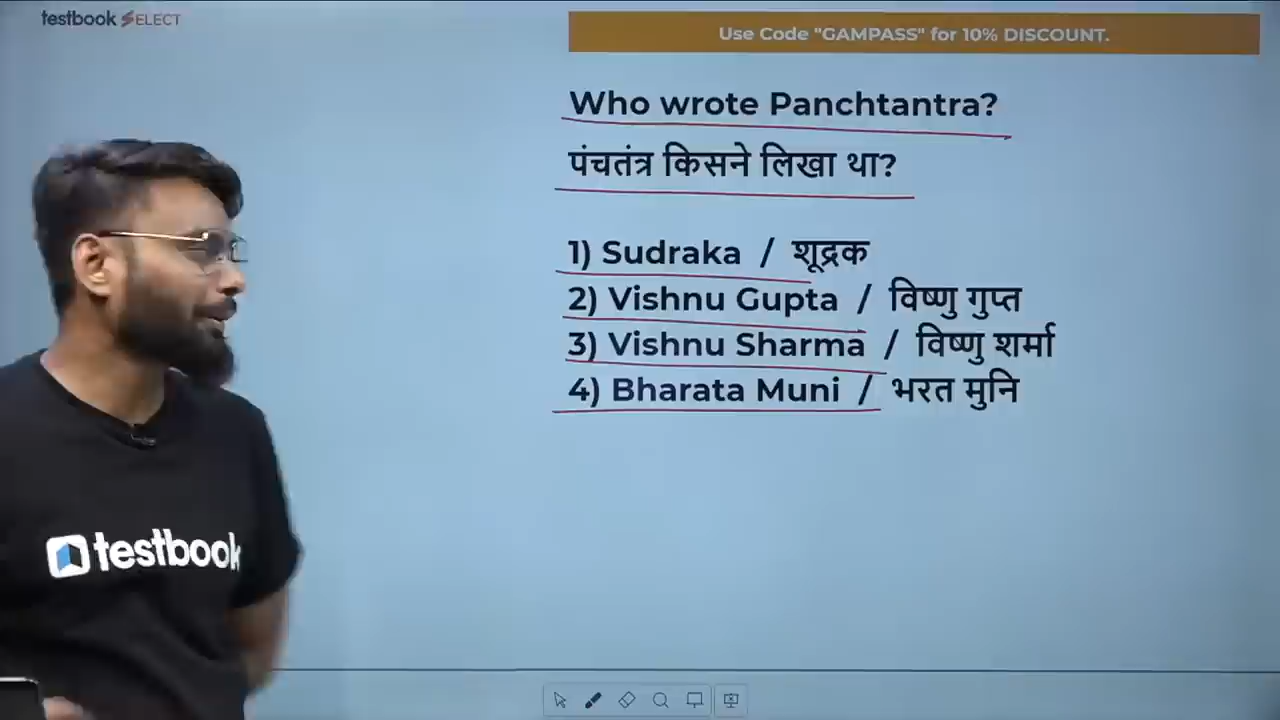 testbook SELECT
Use Code "GAMPASS" for 10% DISCOUNT.
Who wrote Panchtantra?
पंचतंत्र किसने लिखा था?
1) Sudraka / शूद्रक
2) Vishnu Gupta / विष्णु गुप्त
3) Vishnu Sharma / विष्णु शर्मा
4) Bharata Muni / भरत मुनि
testbook